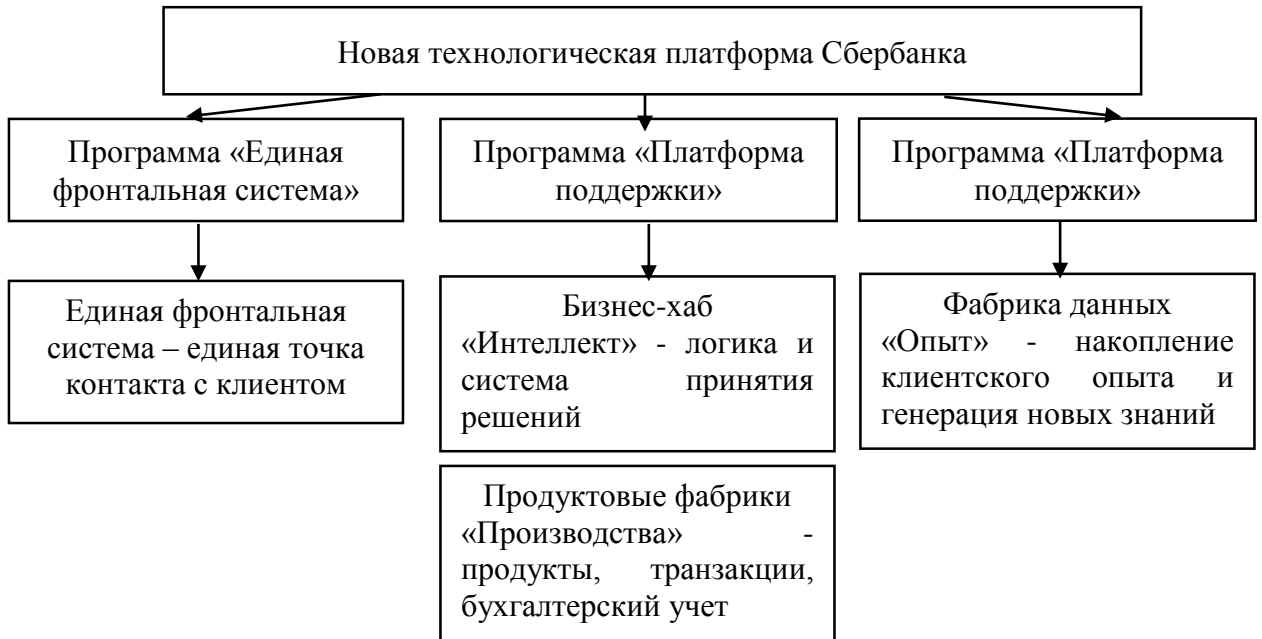 Новая технологическая платформа Сбербанка
Программа «Единая
фронтальная система»
Программа «Платформа
поддержки»
Программа «Платформа
поддержки»
Единая фронтальная
система – единая точка
контакта с клиентом
Бизнес-хаб
«Интеллект» - логика и
система принятия
решений
Фабрика данных
«Опыт» - накопление
клиентского опыта и
генерация новых знаний
Продуктовые фабрики
«Производства» -
продукты, транзакции,
бухгалтерский учет